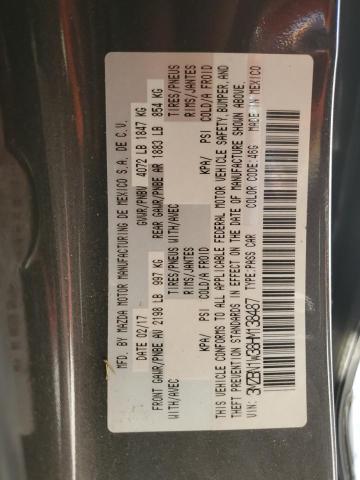 MFD. BY MAZDA MOTOR MANUFACTURING DE MEXICO S.A. DE C.V.
DATE 02/17 GVWR/PNBV 4072 LB 1847 KG
FRONT GAWR/PNBE AV 2198 LB 997 KG REAR GAWR/PNBE AR 1883 LB 854 KG
WITH/AVEC TIRES/PNEUS WITH/AVEC TIRES/PNEUS
RIMS/JANTES RIMS/JANTES
KPA/ PSI COLD/A FROID KPA/ PSI COLD/A FROID
THIS VEHICLE CONFORMS TO ALL APPLICABLE FEDERAL MOTOR VEHICLE SAFETY, BUMPER, AND
THEFT PREVENTION STANDARDS IN EFFECT ON THE DATE OF MANUFACTURE SHOWN ABOVE.
VIN: 3MZBN1W38HM138487 TYPE:PASS CAR COLOR CODE:46G MADE IN MEXICO